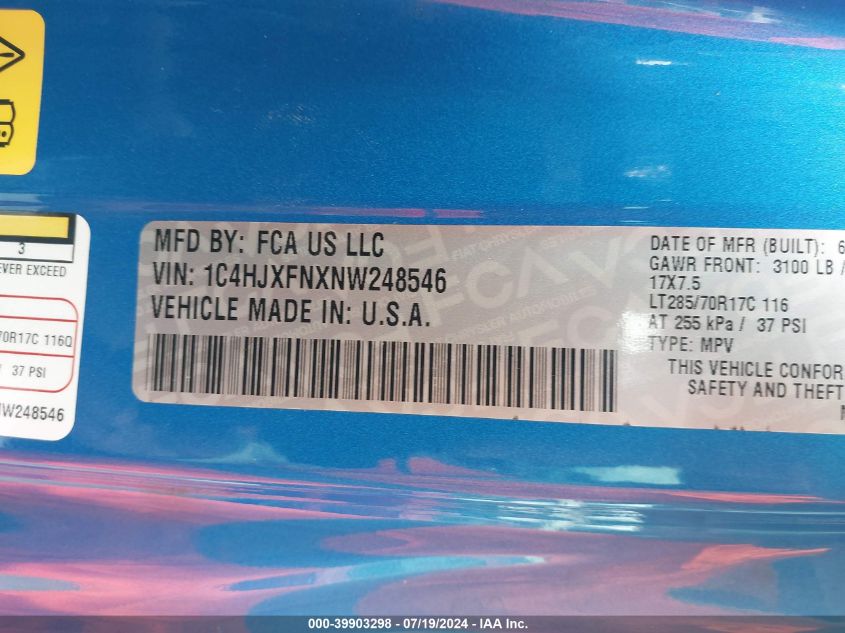 3
EVER EXCEED
70R17C 116Q
37 PSI
NW248546
MFD BY: FCA US LLC
VIN: 1C4HJXFNXNW248546
VEHICLE MADE IN: U.S.A.
DATE OF MFR (BUILT): 6
GAWR FRONT: 3100 LB /
17X7.5
LT285/70R17C 116
AT 255 kPa / 37 PSI
TYPE: MPV
THIS VEHICLE CONFOR
SAFETY AND THEFT
000-39903298 - 07/19/2024 - IAA Inc.